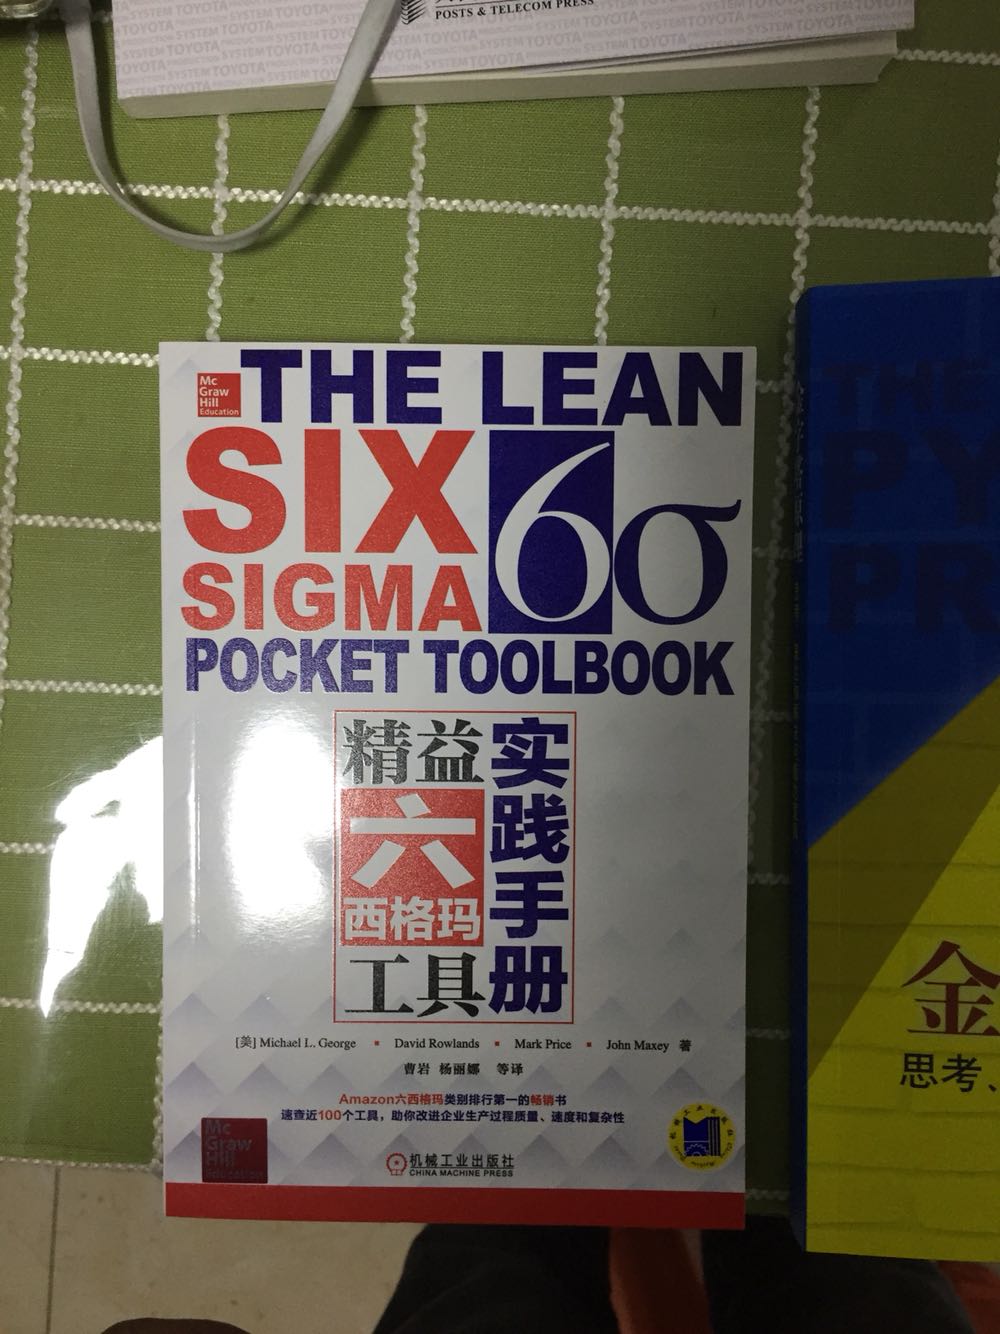 POSTS & TELECOM PRESS
SYSTEM TOYOTA
Mc
Graw
Hill
Education
THE LEAN
SIX
SIGMA
6σ
POCKET TOOLBOOK
精益
六
西格玛
工具
实践手册
[美] Michael L. George ▪ David Rowlands ▪ Mark Price ▪ John Maxey 著
曹岩 杨丽娜 等译
Amazon六西格玛类别排行第一的畅销书
速查近100个工具，助你改进企业生产过程质量、速度和复杂性
Mc
Graw
Hill
Education
机械工业出版社
CHINA MACHINE PRESS
THE
PY
PR
金
思考、